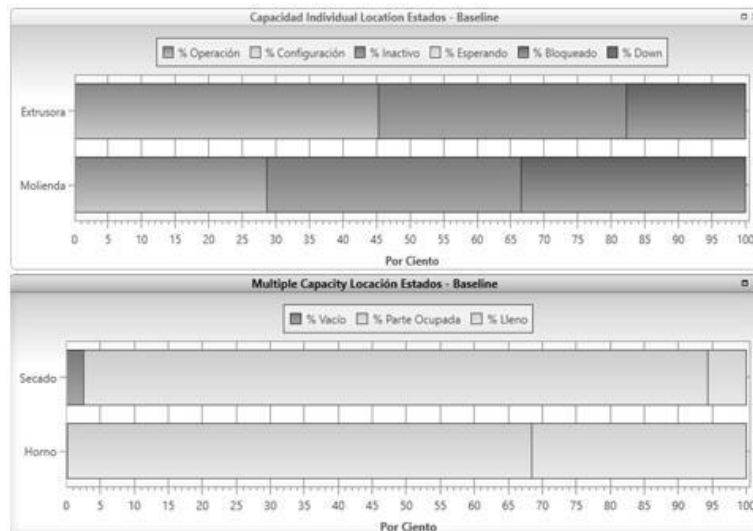 Capacidad Individual Location Estados - Baseline
% Operación % Configuración % Inactivo % Esperando % Bloqueado % Down
Extrusora
Molienda
0 5 10 15 20 25 30 35 40 45 50 55 60 65 70 75 80 85 90 95 100
Por Ciento
Multiple Capacity Locación Estados - Baseline
% Vacío % Parte Ocupada % Lleno
Secado
Horno
0 5 10 15 20 25 30 35 40 45 50 55 60 65 70 75 80 85 90 95 100
Por Ciento